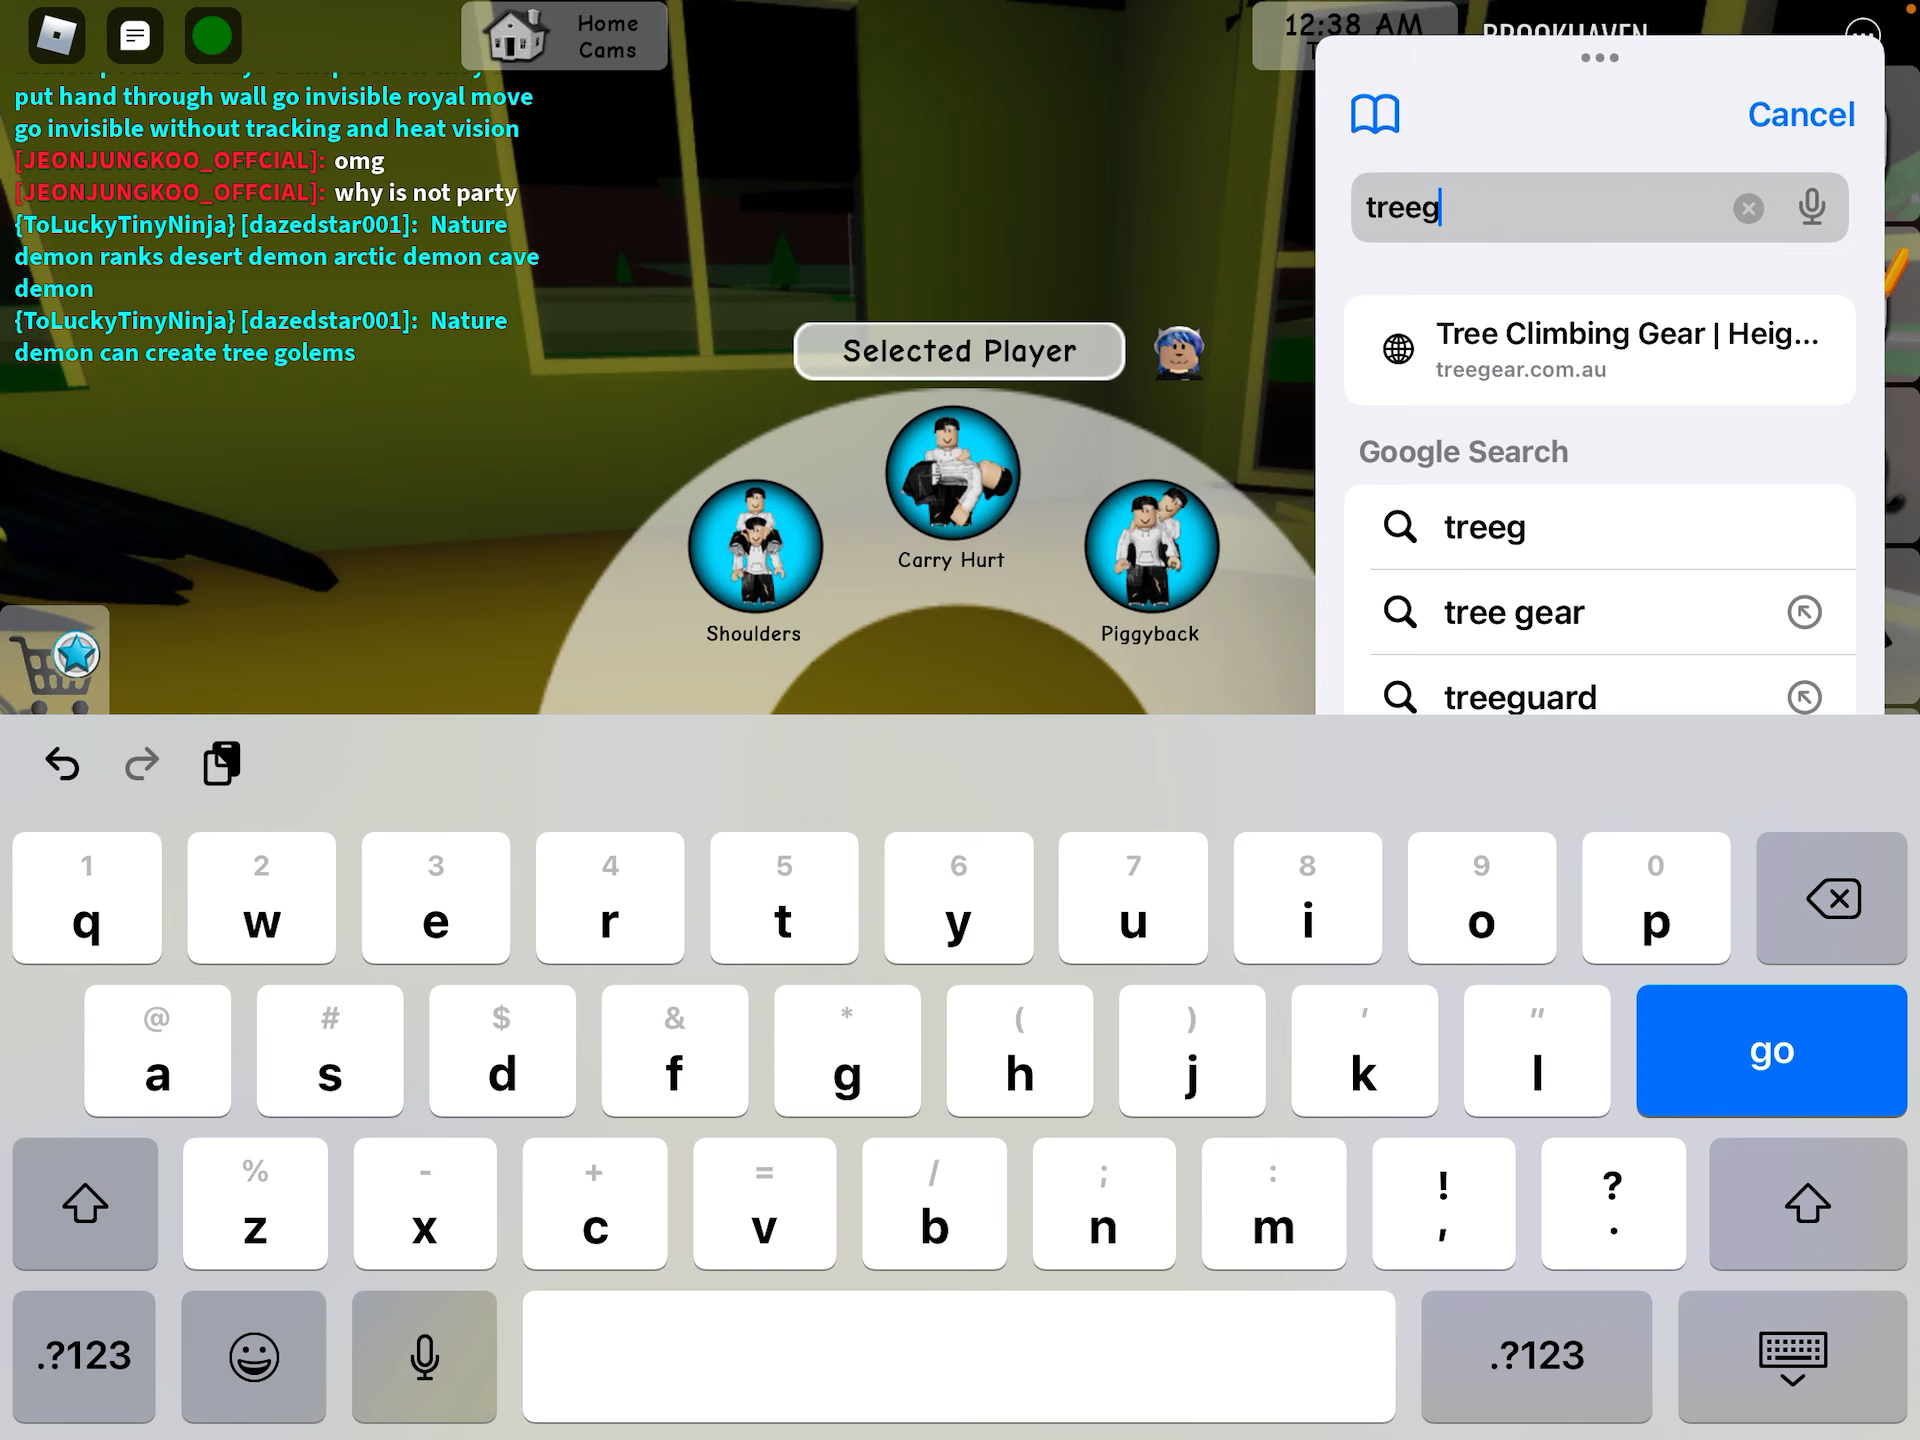 Home
Cams
12:38 AM
BROOKHAVEN
put hand through wall go invisible royal move
go invisible without tracking and heat vision
[JEONJUNGKOO_OFFCIAL]: omg
[JEONJUNGKOO_OFFCIAL]: why is not party
{ToLuckyTinyNinja} [dazedstar001]: Nature
demon ranks desert demon arctic demon cave
demon
{ToLuckyTinyNinja} [dazedstar001]: Nature
demon can create tree golems
Selected Player
Carry Hurt
Shoulders
Piggyback
Cancel
treeg
Tree Climbing Gear | Heig...
treegear.com.au
Google Search
treeg
tree gear
treeguard
1 2 3 4 5 6 7 8 9 0
q w e r t y u i o p
@ # $ & * ( ) ' "
a s d f g h j k l go
% - + = / ; : ! ?
z x c v b n m , .
.?123 .?123